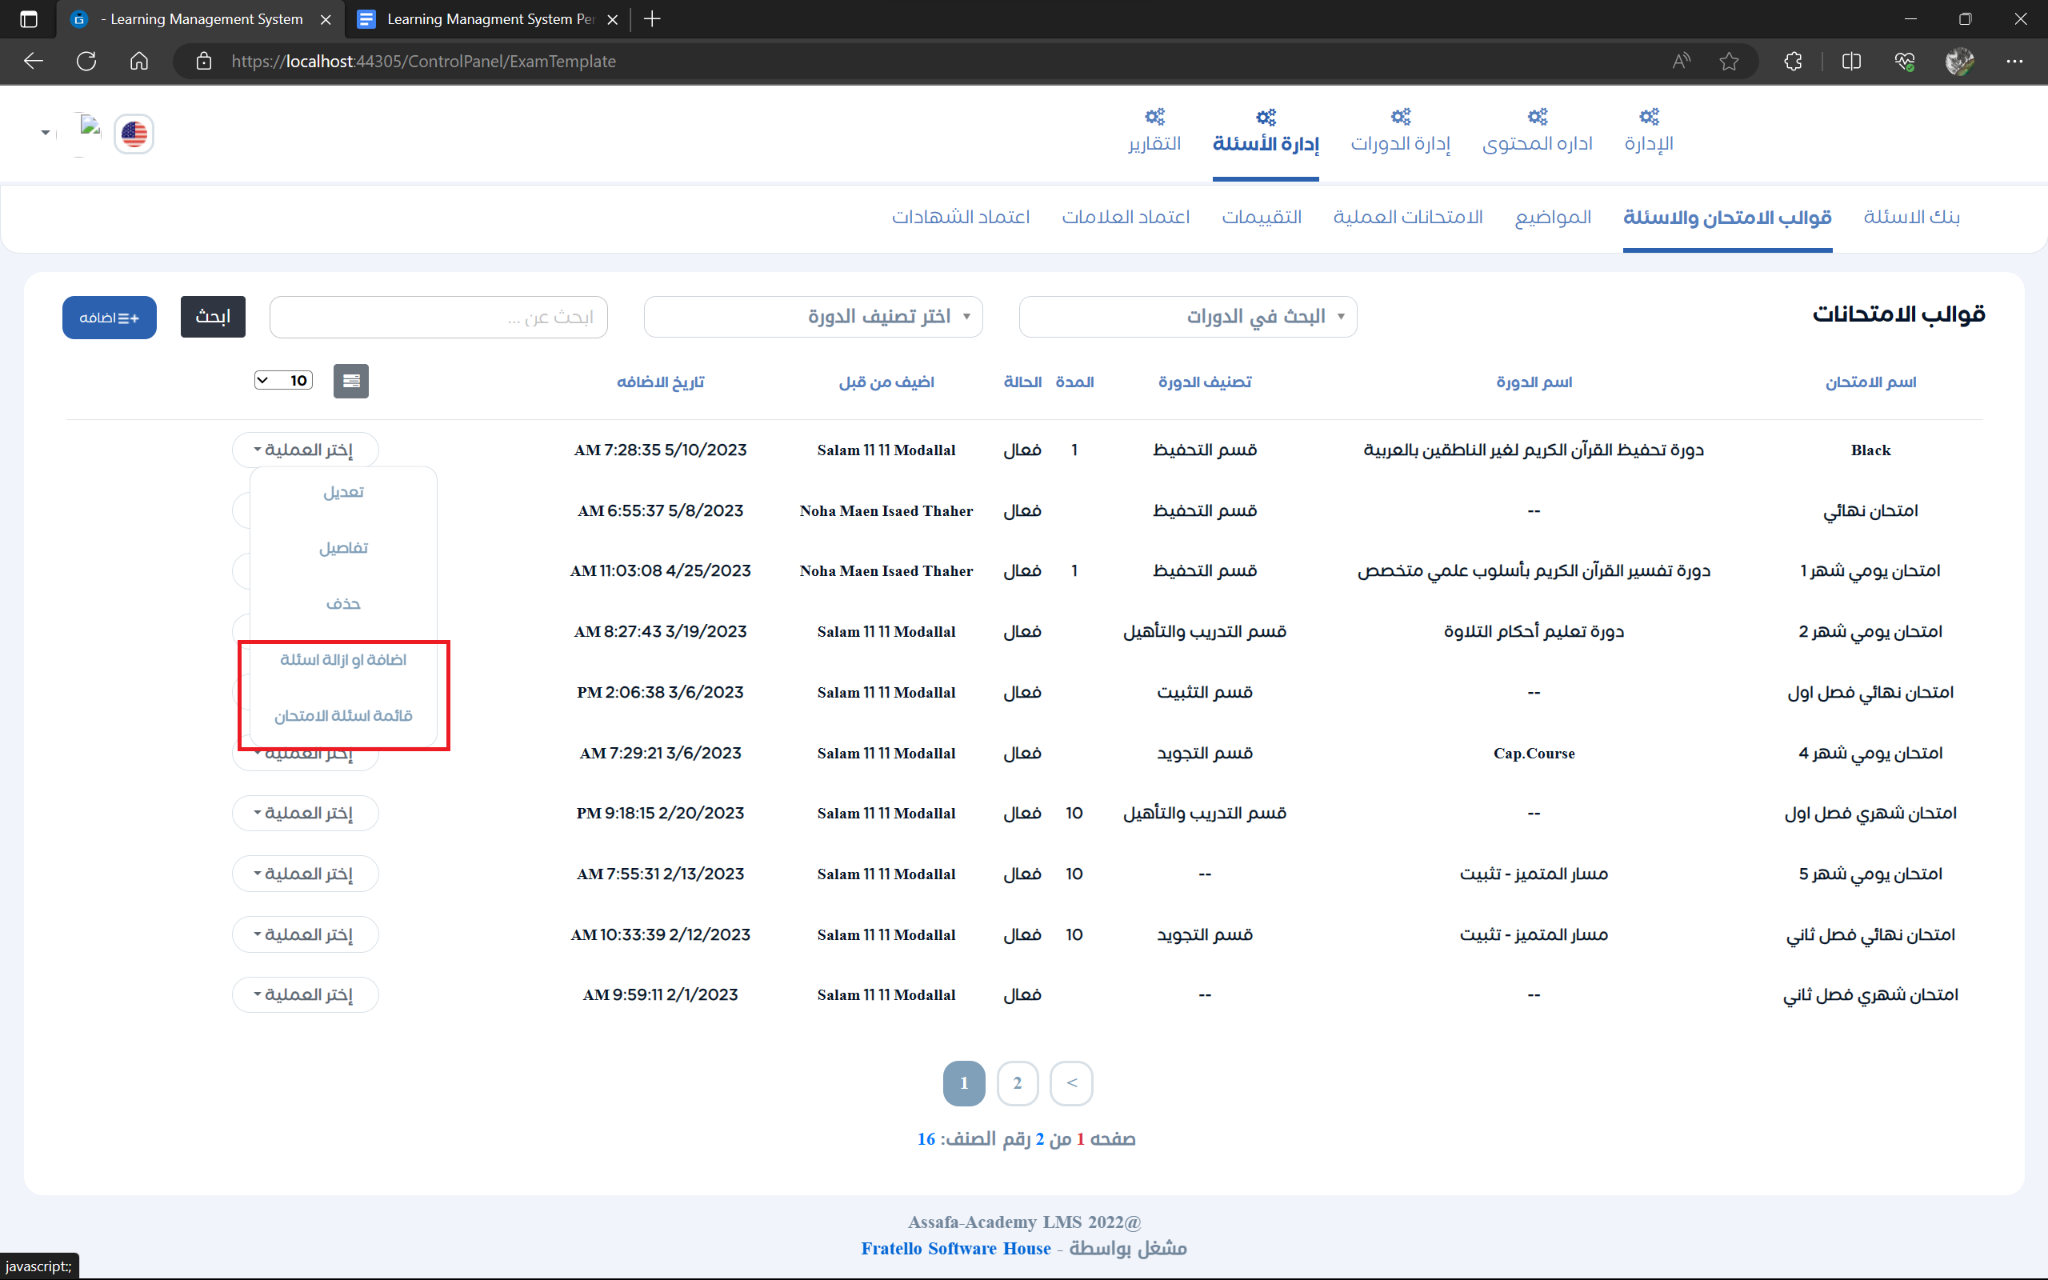 - Learning Management System
Learning Managment System Per
https://localhost:44305/ControlPanel/ExamTemplate
الإدارة
اداره المحتوى
إدارة الدورات
إدارة الأسئلة
التقارير
بنك الاسئلة
قوالب الامتحان والاسئلة
المواضيع
الامتحانات العملية
التقييمات
اعتماد العلامات
اعتماد الشهادات
قوالب الامتحانات
البحث في الدورات
اختر تصنيف الدورة
ابحث عن ...
ابحث
اضافه
اسم الامتحان اسم الدورة تصنيف الدورة المدة الحالة اضيف من قبل تاريخ الاضافه 10
Black دورة تحفيظ القرآن الكريم لغير الناطقين بالعربية قسم التحفيظ 1 فعال Salam 11 11 Modallal AM 7:28:35 5/10/2023 إختر العملية
تعديل
امتحان نهائي -- قسم التحفيظ فعال Noha Maen Isaed Thaher AM 6:55:37 5/8/2023
تفاصيل
امتحان يومي شهر 1 دورة تفسير القرآن الكريم بأسلوب علمي متخصص قسم التحفيظ 1 فعال Noha Maen Isaed Thaher AM 11:03:08 4/25/2023
حذف
امتحان يومي شهر 2 دورة تعليم أحكام التلاوة قسم التدريب والتأهيل فعال Salam 11 11 Modallal AM 8:27:43 3/19/2023
اضافة او ازالة اسئلة
امتحان نهائي فصل اول -- قسم التثبيت فعال Salam 11 11 Modallal PM 2:06:38 3/6/2023
قائمة اسئلة الامتحان
امتحان يومي شهر 4 Cap.Course قسم التجويد فعال Salam 11 11 Modallal AM 7:29:21 3/6/2023 إختر العملية
امتحان شهري فصل اول -- قسم التدريب والتأهيل 10 فعال Salam 11 11 Modallal PM 9:18:15 2/20/2023 إختر العملية
امتحان يومي شهر 5 مسار المتميز - تثبيت -- 10 فعال Salam 11 11 Modallal AM 7:55:31 2/13/2023 إختر العملية
امتحان نهائي فصل ثاني مسار المتميز - تثبيت قسم التجويد 10 فعال Salam 11 11 Modallal AM 10:33:39 2/12/2023 إختر العملية
امتحان شهري فصل ثاني -- -- فعال Salam 11 11 Modallal AM 9:59:11 2/1/2023 إختر العملية
1 2 >
صفحه 1 من 2 رقم الصنف: 16
Assafa-Academy LMS 2022@
مشغل بواسطة - Fratello Software House
javascript:;